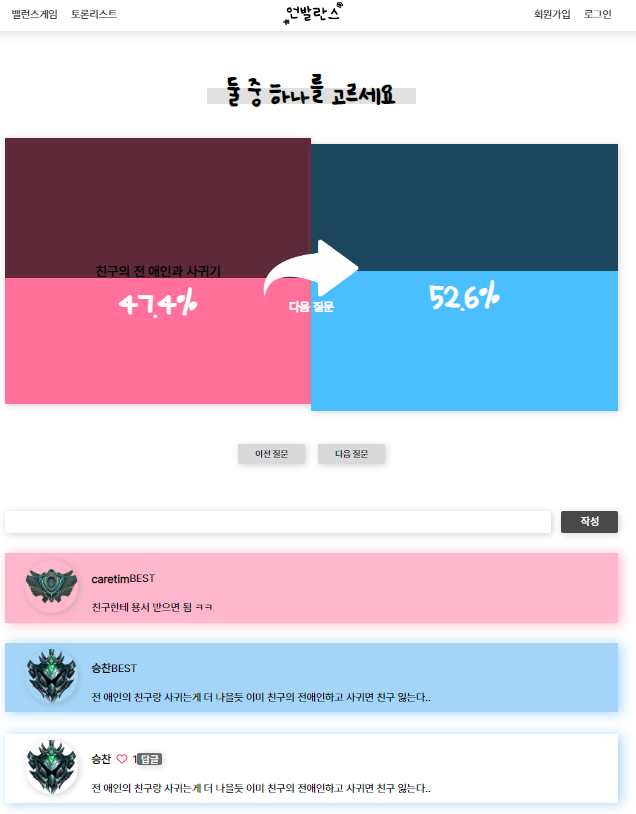 밸런스게임 토론리스트 언발란스 회원가입 로그인
둘 중 하나를 고르세요
친구의 전 애인과 사귀기
47.4%
52.6%
다음 질문
이전 질문 다음 질문
작성
caretimBEST
친구한테 용서 받으면 됨 ㅋㅋ
승찬BEST
전 애인의 친구랑 사귀는게 더 나을듯 이미 친구의 전애인하고 사귀면 친구 잃는다..
승찬 1답글
전 애인의 친구랑 사귀는게 더 나을듯 이미 친구의 전애인하고 사귀면 친구 잃는다..